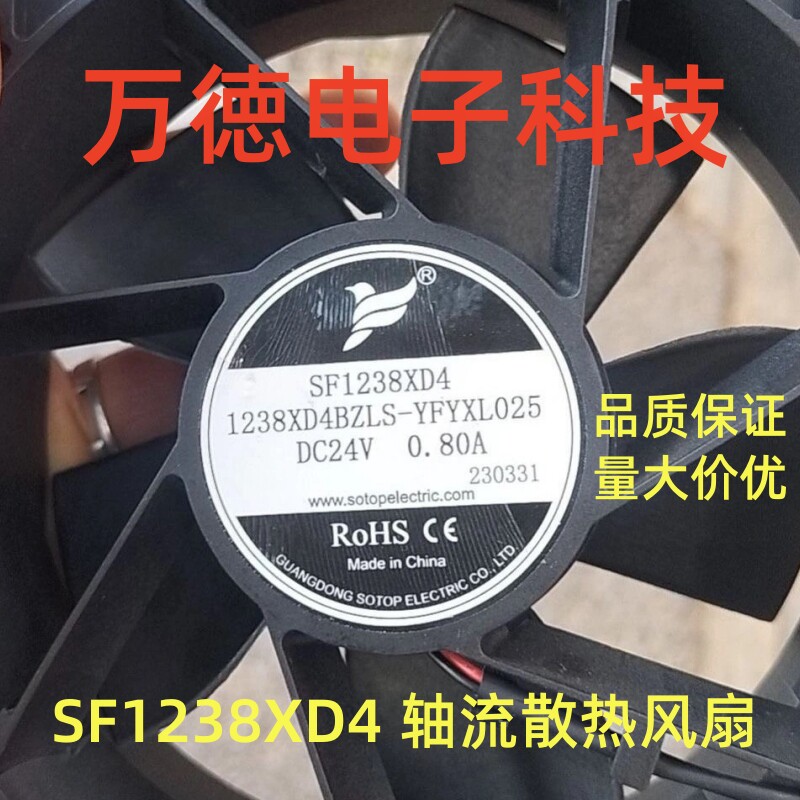 万徳电子科技
®
SF1238XD4
1238XD4BZLS-YFYXL025
DC24V 0.80A
230331
www.sotopelectric.com
RoHS CE
Made in China
GUANGDONG SOTOP ELECTRIC CO., LTD.
品质保证
量大价优
SF1238XD4 轴流散热风扇